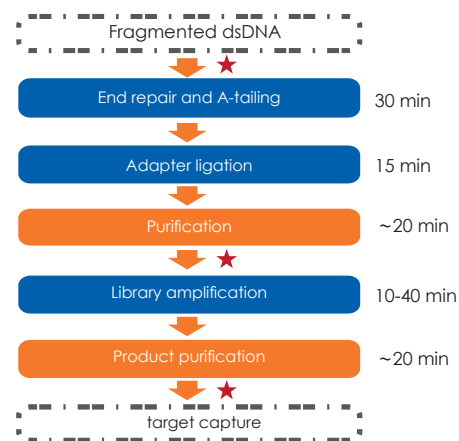 Fragmented dsDNA
End repair and A-tailing 30 min
Adapter ligation 15 min
Purification ~20 min
Library amplification 10-40 min
Product purification ~20 min
target capture